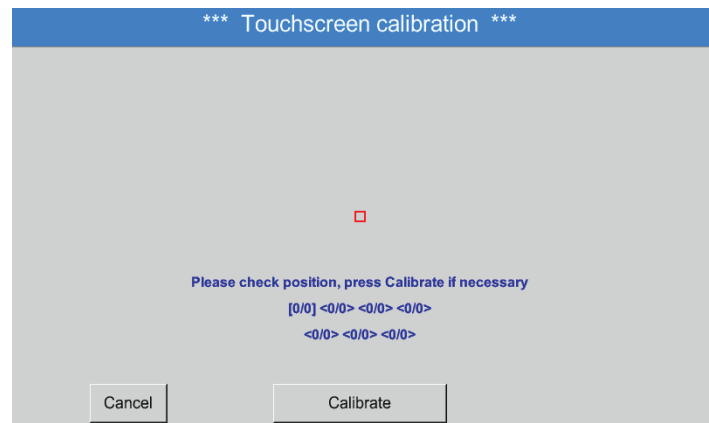 *** Touchscreen calibration ***
Please check position, press Calibrate if necessary
[0/0] <0/0> <0/0> <0/0>
<0/0> <0/0> <0/0>
Cancel Calibrate